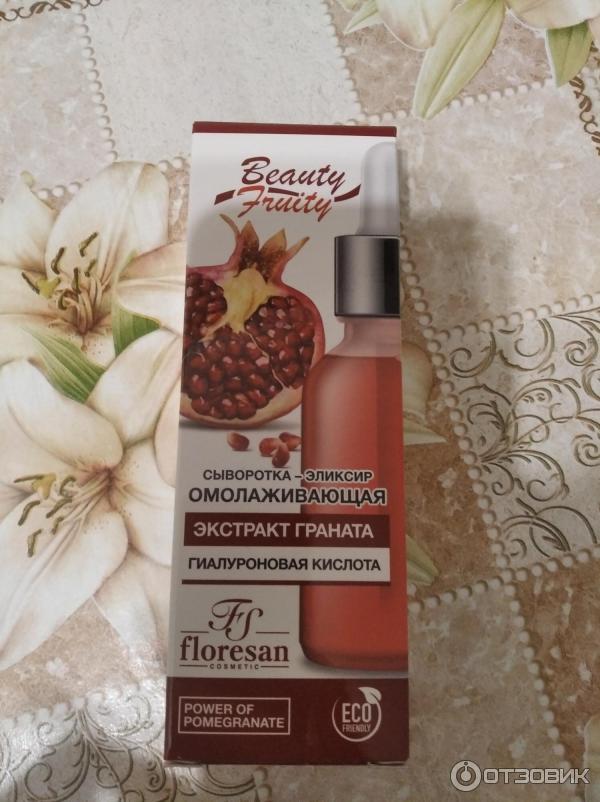 Beauty
Fruity
СЫВОРОТКА – ЭЛИКСИР
ОМОЛАЖИВАЮЩАЯ
ЭКСТРАКТ ГРАНАТА
ГИАЛУРОНОВАЯ КИСЛОТА
FS
floresan
COSMETIC
POWER OF
POMEGRANATE
ECO
FRIENDLY
ОТЗОВИК